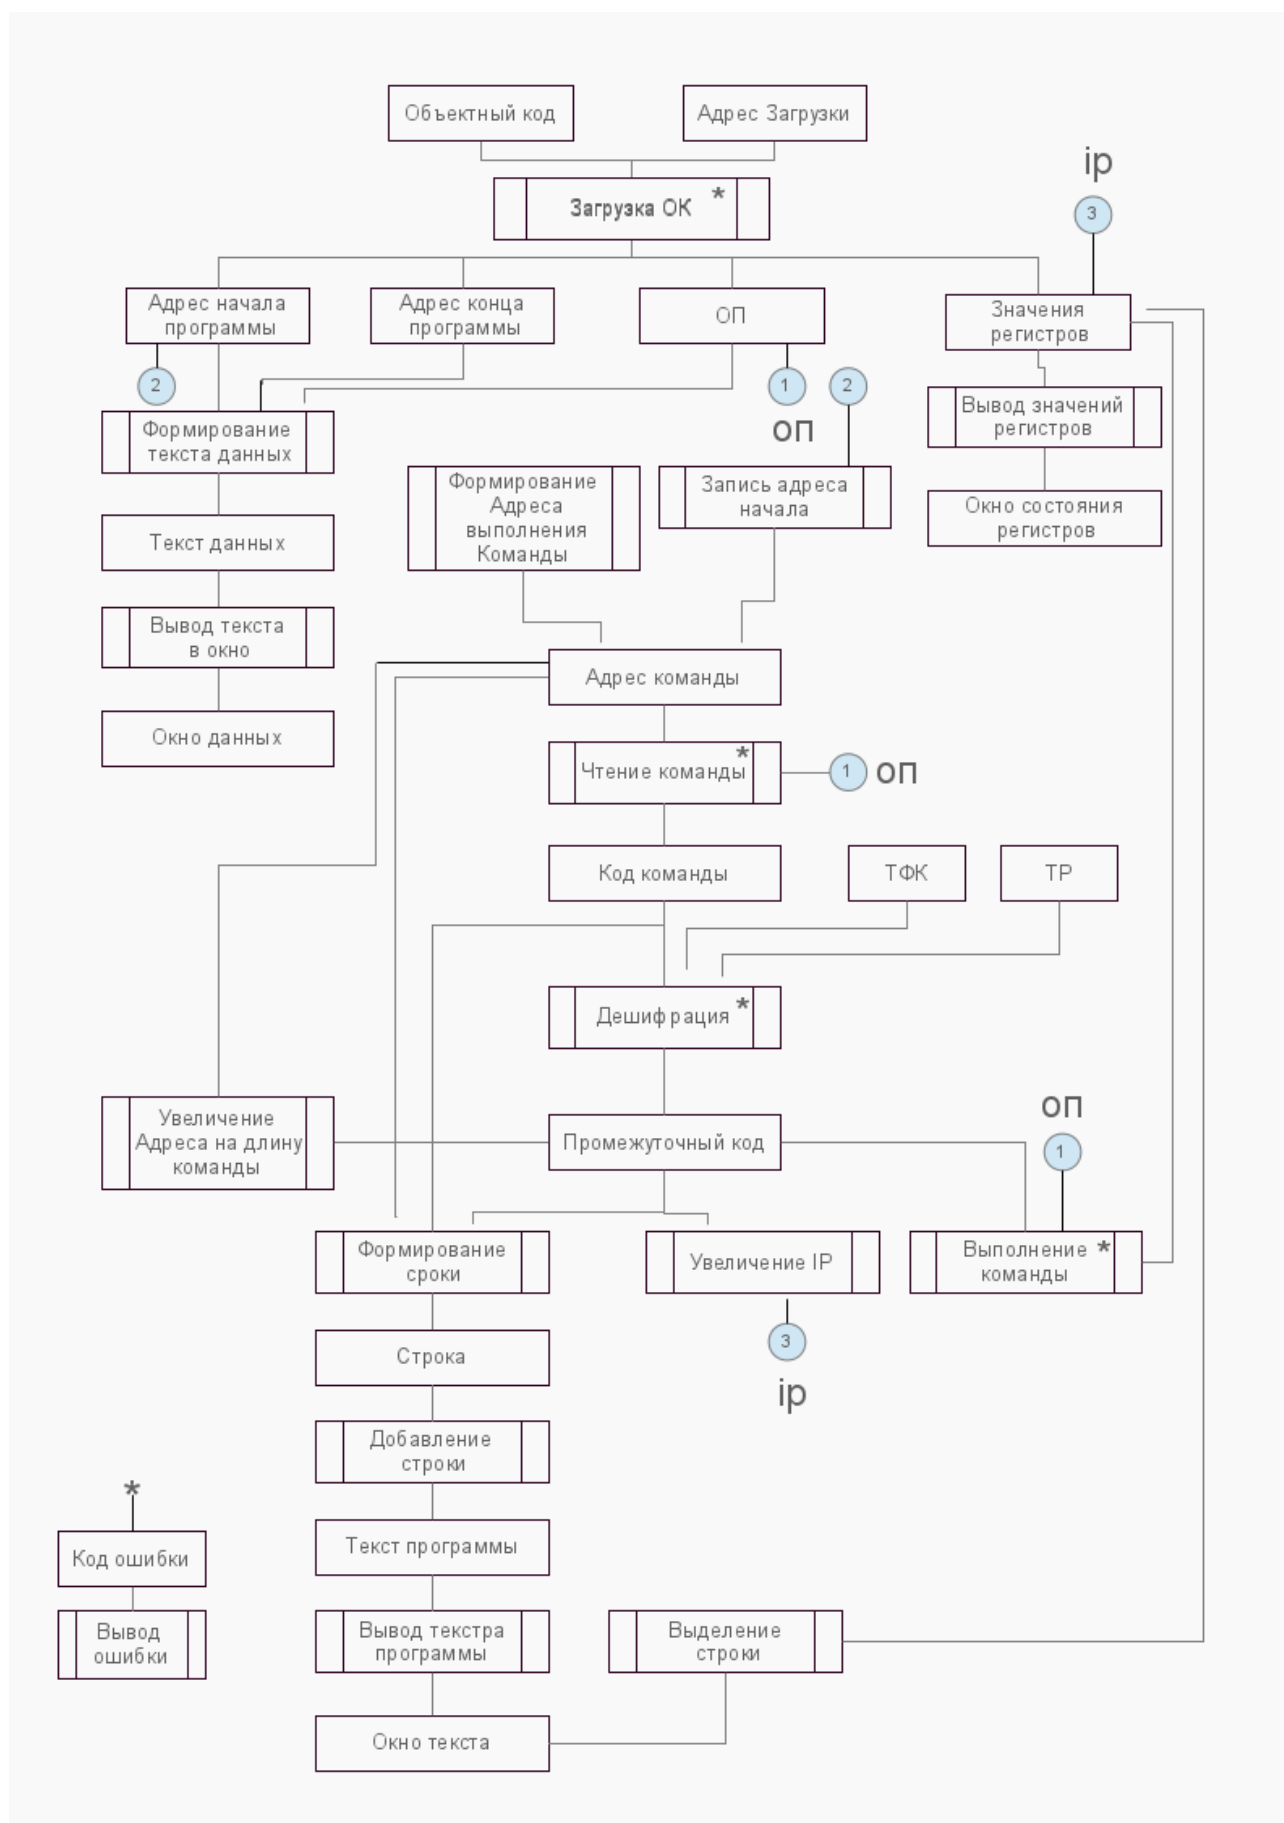 Объектный код
Адрес Загрузки
ip
Загрузка ОК *
3
Адрес начала
программы
Адрес конца
программы
ОП
Значения
регистров
2
1
2
оп
Формирование
текста данных
Вывод значений
регистров
Формирование
Адреса
выполнения
Команды
Запись адреса
начала
Окно состояния
регистров
Текст данных
Вывод текста
в окно
Адрес команды
Окно данных
Чтение команды *
1 оп
Код команды
ТФК
ТР
Дешифрация *
Увеличение
Адреса на длину
команды
Промежуточный код
оп
1
Формирование
сроки
Увеличение IP
Выполнение *
команды
3
ip
Строка
Добавление
строки
*
Код ошибки
Текст программы
Вывод
ошибки
Вывод текстра
программы
Выделение
строки
Окно текста